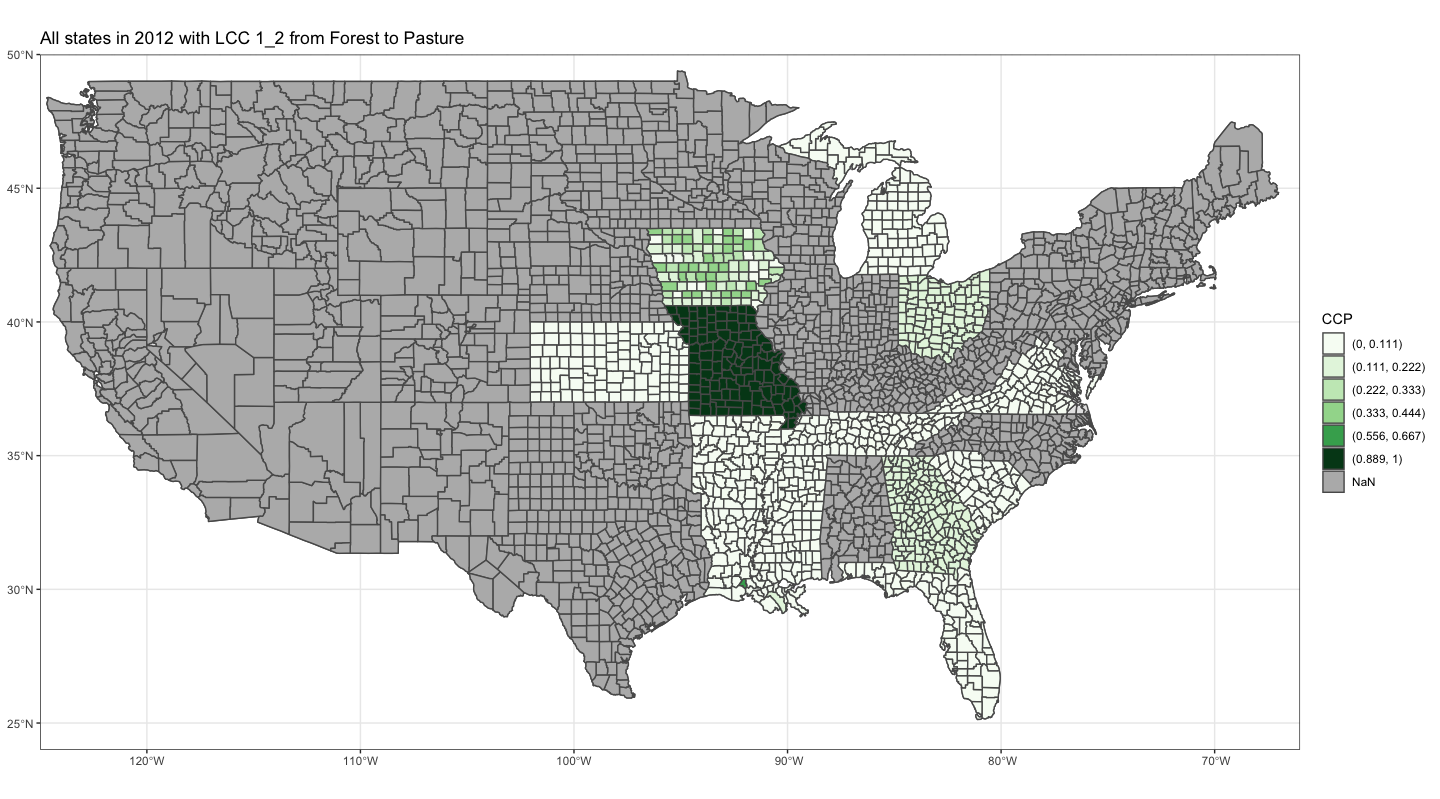 All states in 2012 with LCC 1_2 from Forest to Pasture
50°N
45°N
40°N
35°N
30°N
25°N
120°W
110°W
100°W
90°W
80°W
70°W
CCP
(0, 0.111)
(0.111, 0.222)
(0.222, 0.333)
(0.333, 0.444)
(0.556, 0.667)
(0.889, 1)
NaN